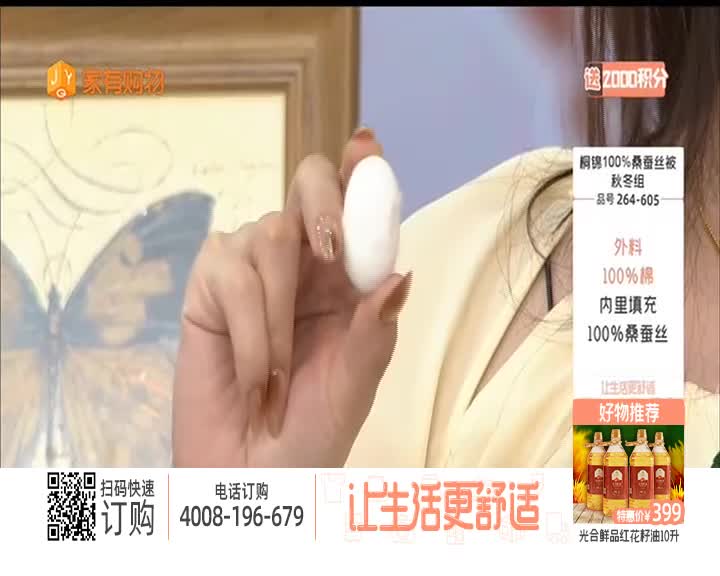 JYG 家有购物
送2000积分
桐锦100%桑蚕丝被
秋冬组
品号 264-605
外料
100%棉
内里填充
100%桑蚕丝
让生活更舒适
好物推荐
特惠价¥399
光合鲜品红花籽油10升
扫码快速
订购
电话订购
4008-196-679
让生活更舒适